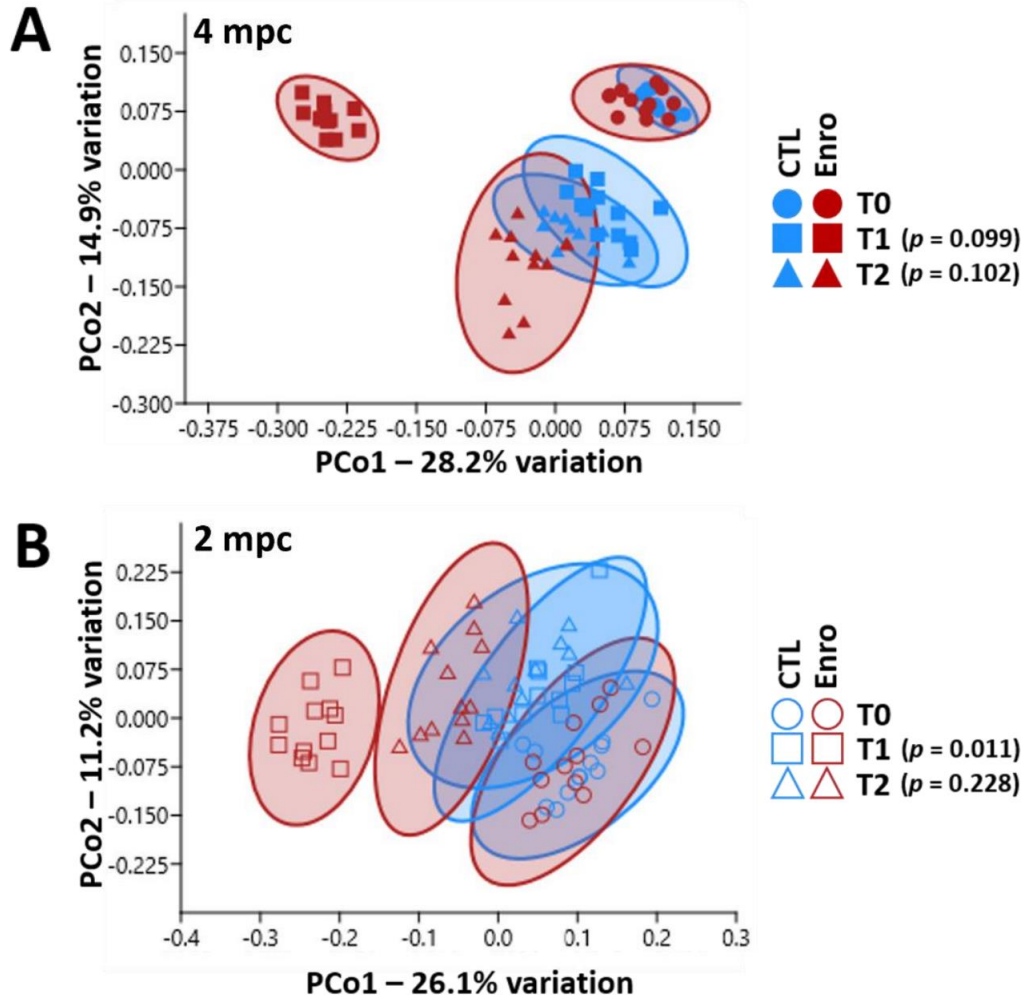 A
4 mpc
PCo2 – 14.9% variation
0.150
0.075
0.000
-0.075
-0.150
-0.225
-0.300
-0.375 -0.300 -0.225 -0.150 -0.075 0.000 0.075 0.150
PCo1 – 28.2% variation
CTL Enro
T0
T1 (p = 0.099)
T2 (p = 0.102)
B
2 mpc
PCo2 – 11.2% variation
0.225
0.150
0.075
0.000
-0.075
-0.150
-0.225
-0.4 -0.3 -0.2 -0.1 0.0 0.1 0.2 0.3
PCo1 – 26.1% variation
CTL Enro
T0
T1 (p = 0.011)
T2 (p = 0.228)